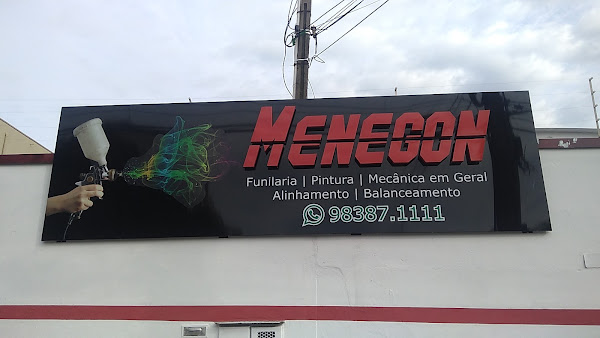 MENEGON
Funilaria | Pintura | Mecânica em Geral
Alinhamento | Balanceamento
98387.1111